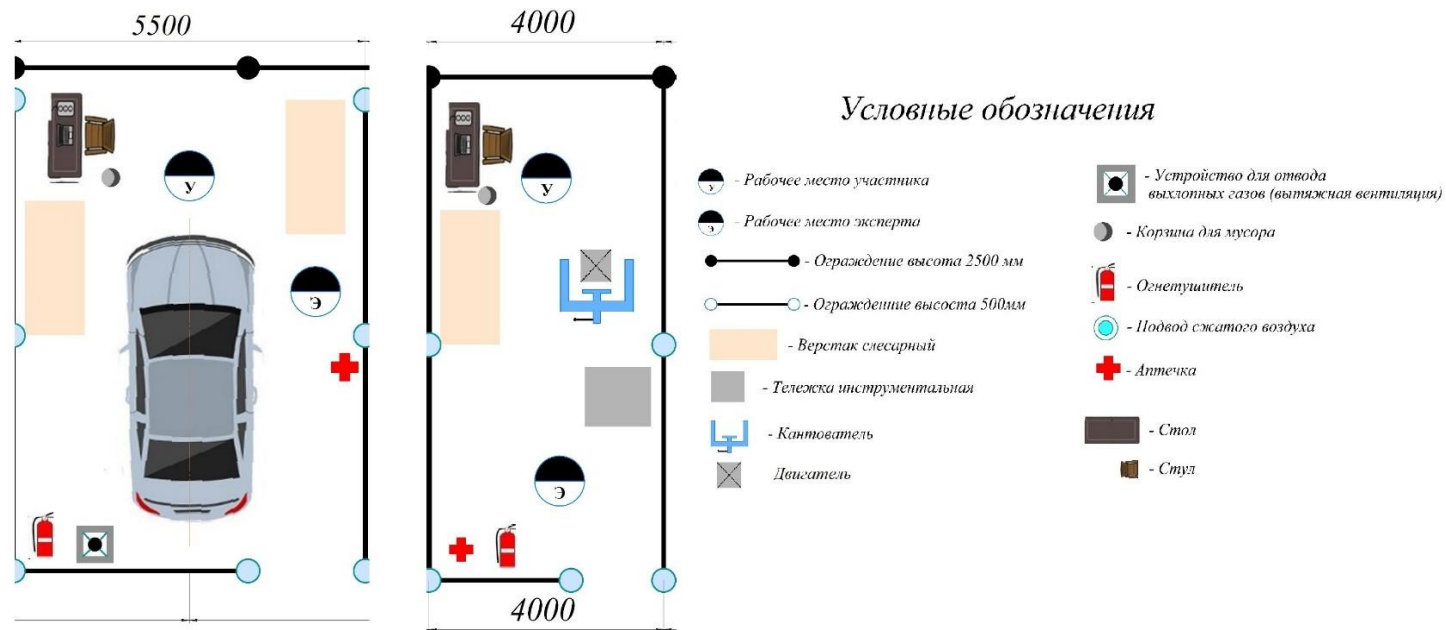 5500
4000
У
Э
У
Э
4000
Условные обозначения
У - Рабочее место участника
Э - Рабочее место эксперта
- Ограждение высота 2500 мм
- Огражденние высоста 500мм
- Верстак слесарный
- Тележка инструментальная
- Кантователь
Двигатель
- Устройство для отвода
выхлопных газов (вытяжная вентиляция)
- Корзина для мусора
- Огнетушитель
- Подвод сжатого воздуха
- Аптечка
- Стол
- Стул